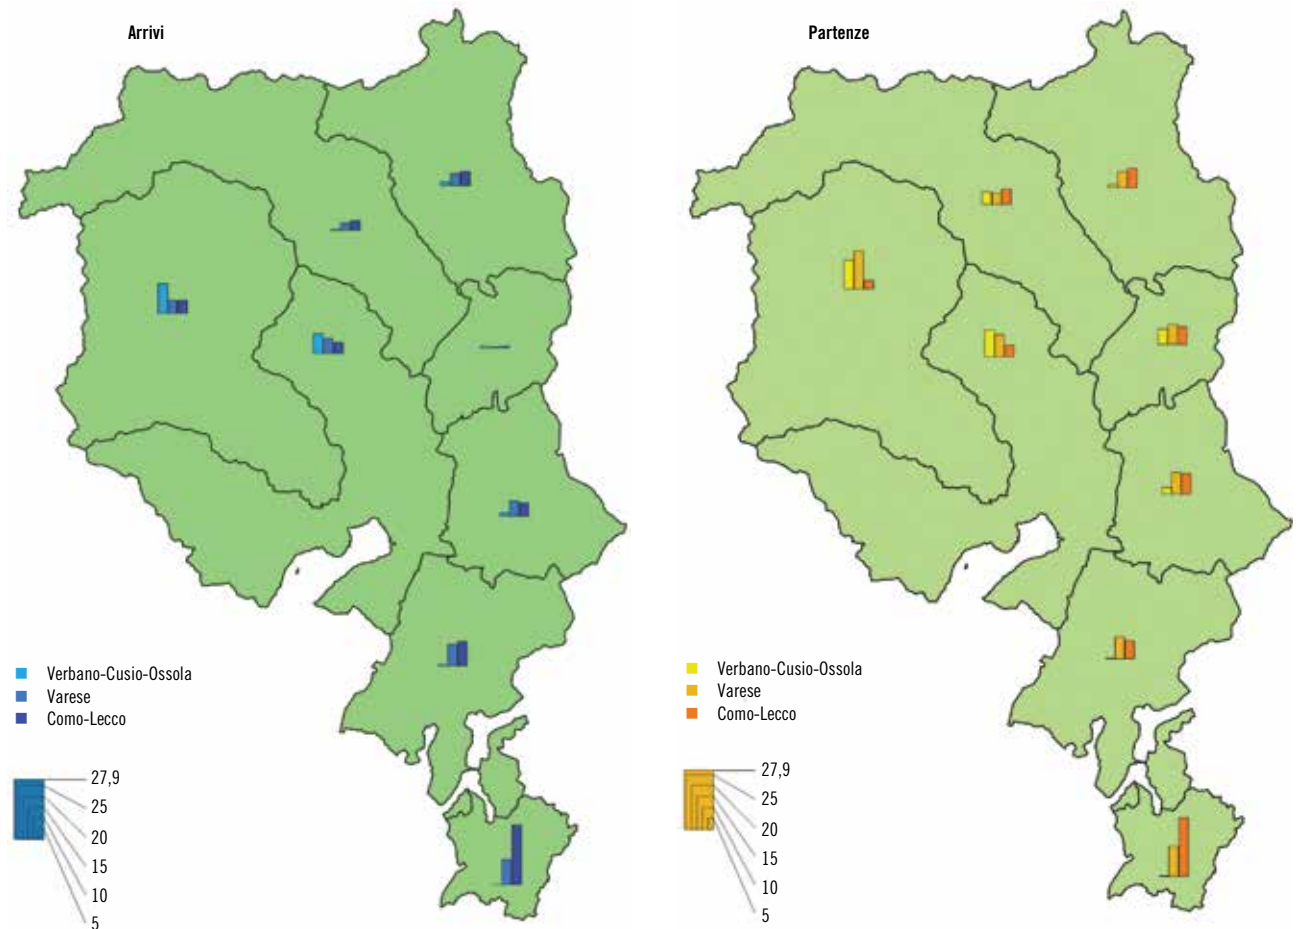 Arrivi
Verbano-Cusio-Ossola
Varese
Como-Lecco
27,9
25
20
15
10
5
Partenze
Verbano-Cusio-Ossola
Varese
Como-Lecco
27,9
25
20
15
10
5